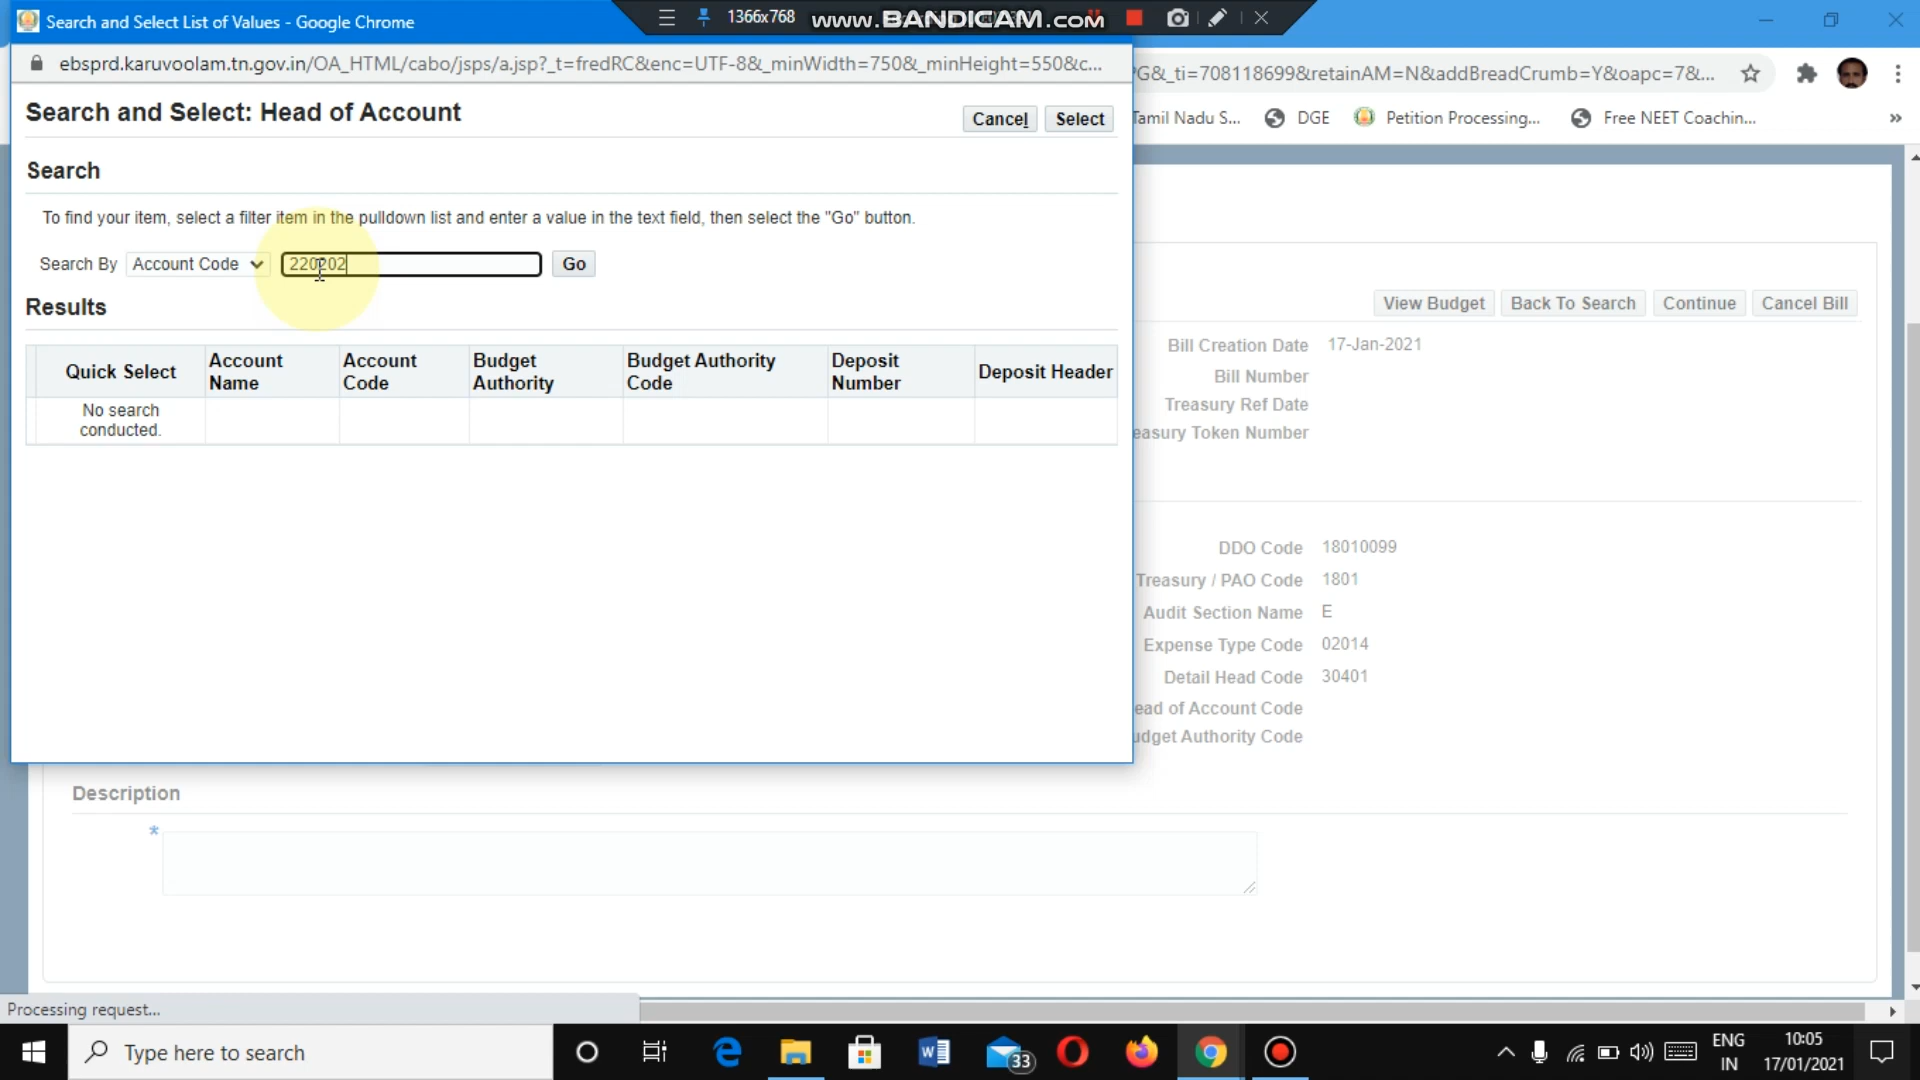 Search and Select List of Values - Google Chrome
1366x768
www.BANDICAM.com
ebsprd.karuvoolam.tn.gov.in/OA_HTML/cabo/jsps/a.jsp?_t=fredRC&enc=UTF-8&_minWidth=750&_minHeight=550&c...
G&_ti=708118699&retainAM=N&addBreadCrumb=Y&oapc=7&...
Tamil Nadu S...
DGE
Petition Processing...
Free NEET Coachin...
»
Search and Select: Head of Account
Cancel
Select
Search
To find your item, select a filter item in the pulldown list and enter a value in the text field, then select the "Go" button.
Search By
Account Code
220202
Go
Results
Quick Select
Account Name
Account Code
Budget Authority
Budget Authority Code
Deposit Number
Deposit Header
No search conducted.
View Budget
Back To Search
Continue
Cancel Bill
Bill Creation Date 17-Jan-2021
Bill Number
Treasury Ref Date
easury Token Number
DDO Code 18010099
Treasury / PAO Code 1801
Audit Section Name E
Expense Type Code 02014
Detail Head Code 30401
ead of Account Code
udget Authority Code
Description
*
Processing request...
Type here to search
33
ENG
IN
10:05
17/01/2021